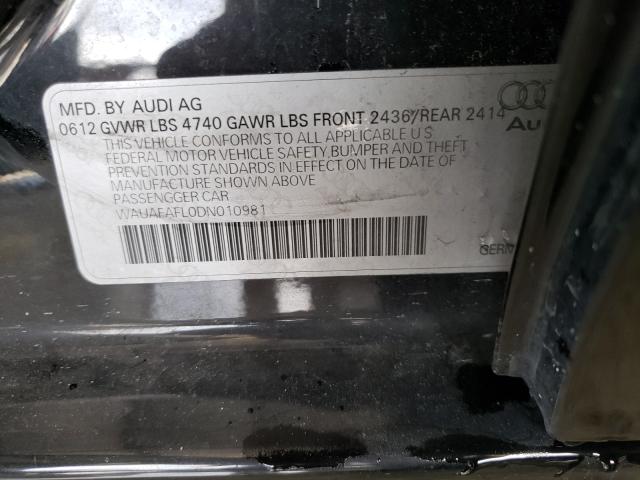 MFD. BY AUDI AG
0612 GVWR LBS 4740 GAWR LBS FRONT 2436/REAR 2414
THIS VEHICLE CONFORMS TO ALL APPLICABLE U S
FEDERAL MOTOR VEHICLE SAFETY, BUMPER AND THEFT
PREVENTION STANDARDS IN EFFECT ON THE DATE OF
MANUFACTURE SHOWN ABOVE
PASSENGGER CAR
WAUAFAFL0DN010981
Au
GERM